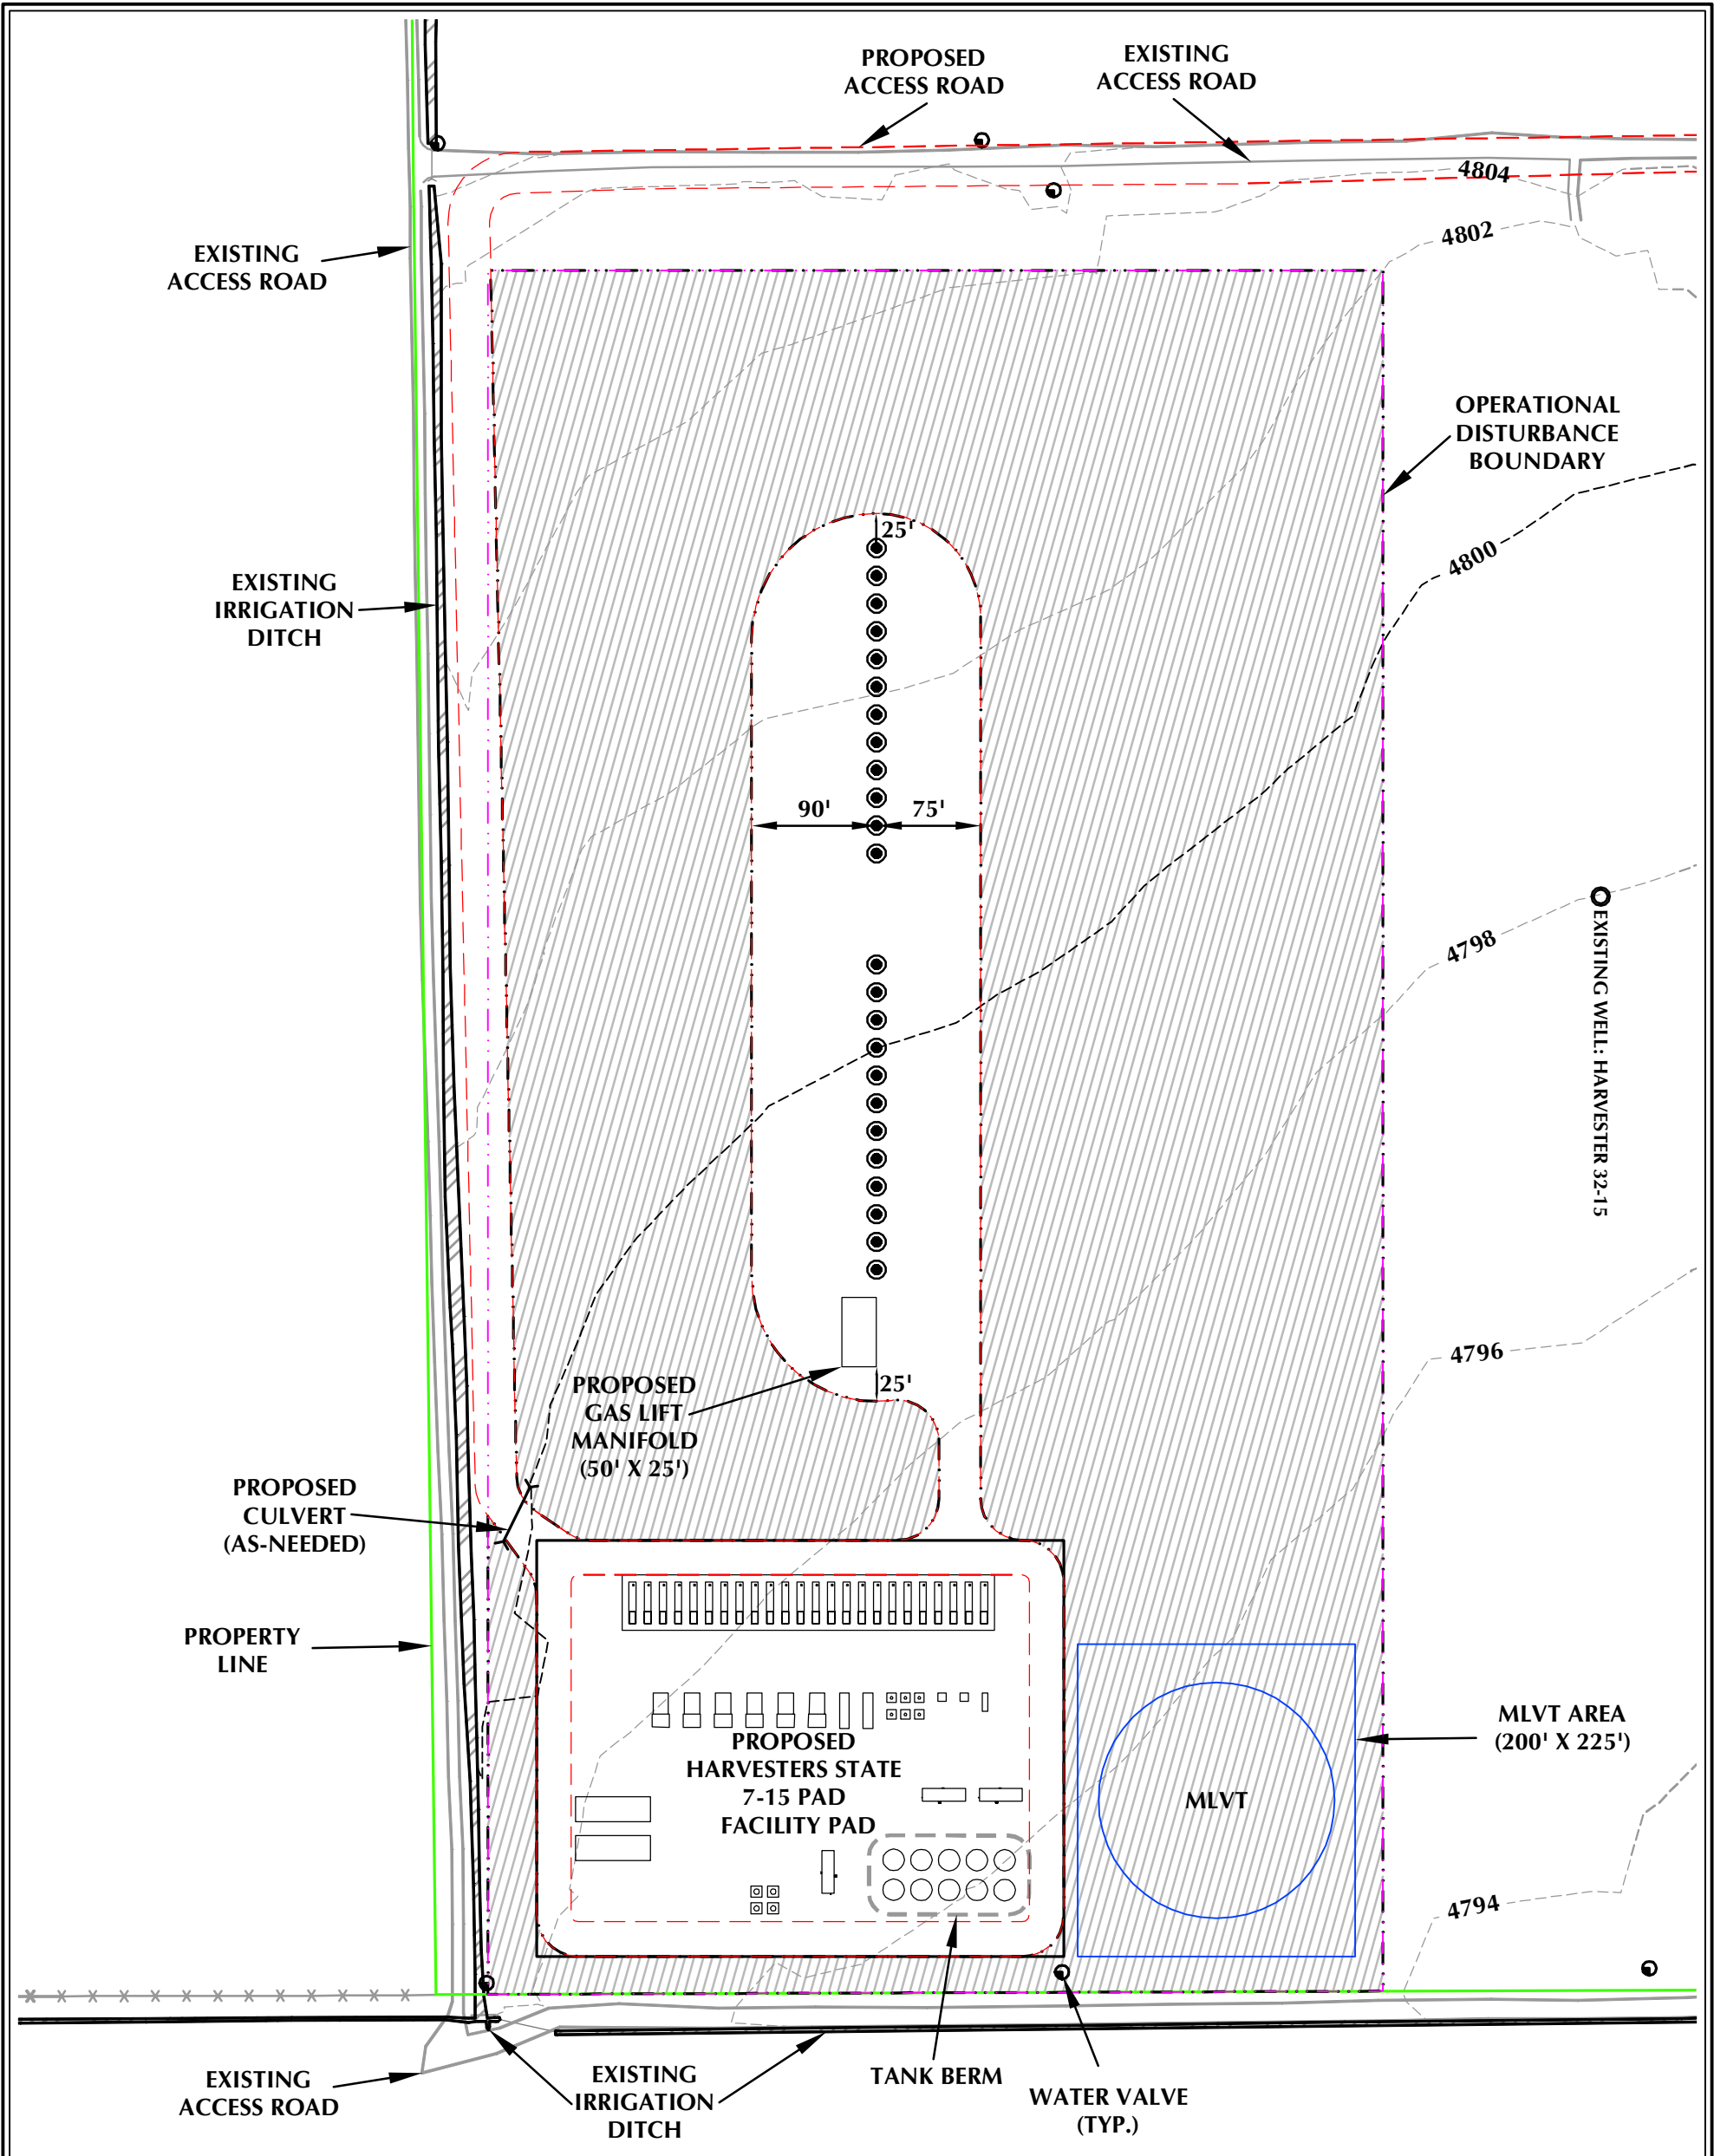 PROPOSED
ACCESS ROAD
EXISTING
ACCESS ROAD
4804
4802
EXISTING
ACCESS ROAD
OPERATIONAL
DISTURBANCE
BOUNDARY
25'
4800
EXISTING
IRRIGATION
DITCH
90'
75'
4798
EXISTING WELL: HARVESTER 32-15
4796
PROPOSED
GAS LIFT
MANIFOLD
(50' X 25')
25'
PROPOSED
CULVERT
(AS-NEEDED)
PROPERTY
LINE
MLVT AREA
(200' X 225')
PROPOSED
HARVESTERS STATE
7-15 PAD
FACILITY PAD
MLVT
4794
EXISTING
ACCESS ROAD
EXISTING
IRRIGATION
DITCH
TANK BERM
WATER VALVE
(TYP.)